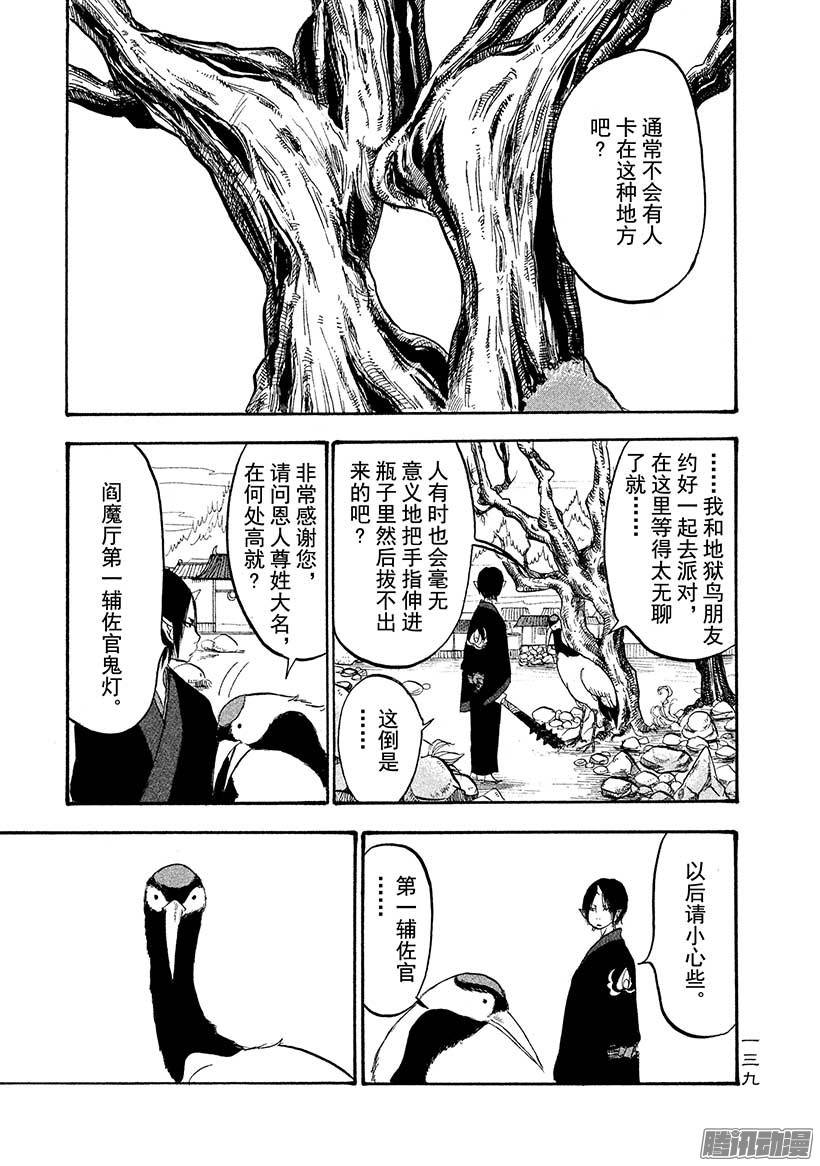 通常不会有人
卡在这种地方
吧？
……我和地狱鸟朋友
约好一起去派对，
在这里等得太无聊
了就……
人有时也会毫无
意义地把手指伸进
瓶子里然后拔不出
来的吧？
这倒是
……
非常感谢您，
请问恩人尊姓大名，
在何处高就？
阎魔厅第一辅佐官鬼灯。
以后请小心些。
第一辅佐官
……
一三九
腾讯动漫